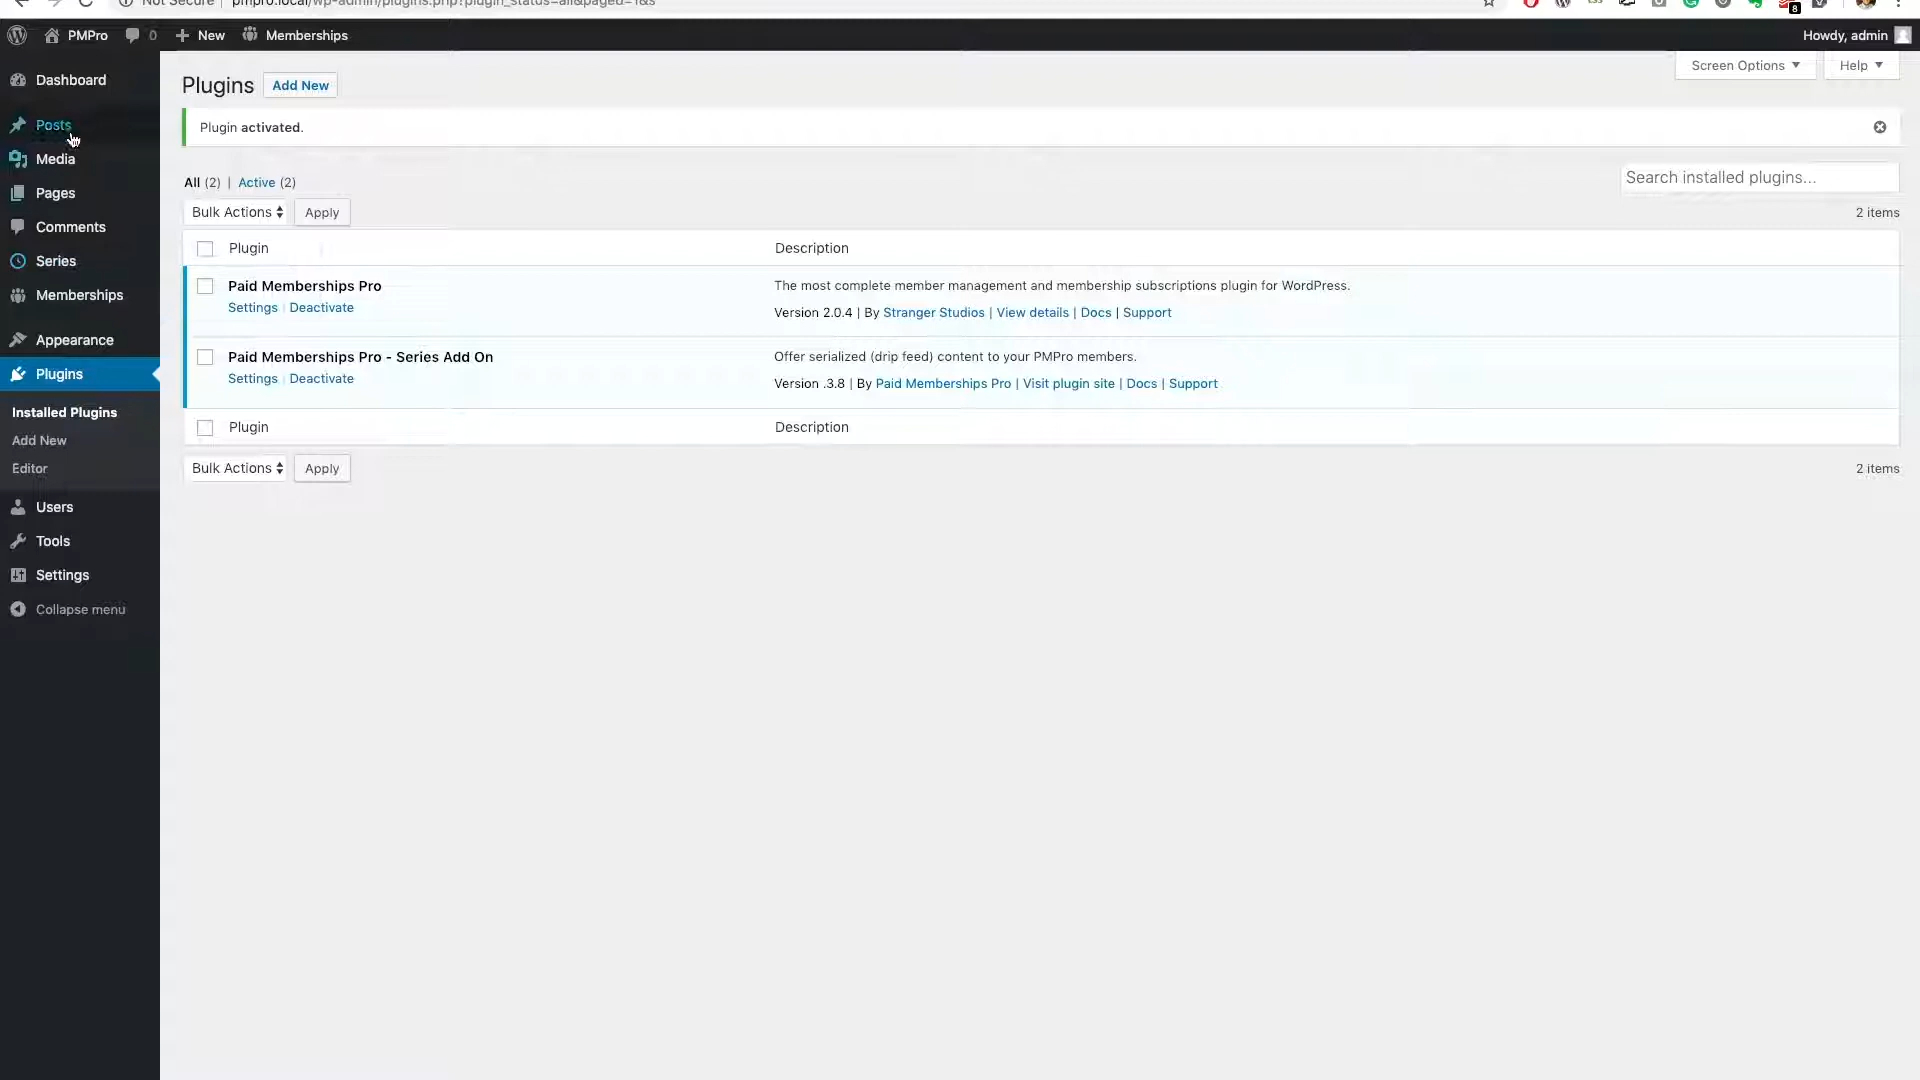 Not Secure pmpro.local/wp-admin/plugins.php?plugin_status=all&paged=1&s
8
PMPro 0 New Memberships Howdy, admin
Dashboard
Posts
Media
Pages
Comments
Series
Memberships
Appearance
Plugins
Installed Plugins
Add New
Editor
Users
Tools
Settings
Collapse menu
Screen Options Help
Plugins Add New
Plugin activated.
All (2) | Active (2)
Search installed plugins...
Bulk Actions Apply 2 items
Plugin Description
Paid Memberships Pro The most complete member management and membership subscriptions plugin for WordPress.
Settings | Deactivate Version 2.0.4 | By Stranger Studios | View details | Docs | Support
Paid Memberships Pro - Series Add On Offer serialized (drip feed) content to your PMPro members.
Settings | Deactivate Version .3.8 | By Paid Memberships Pro | Visit plugin site | Docs | Support
Plugin Description
Bulk Actions Apply 2 items